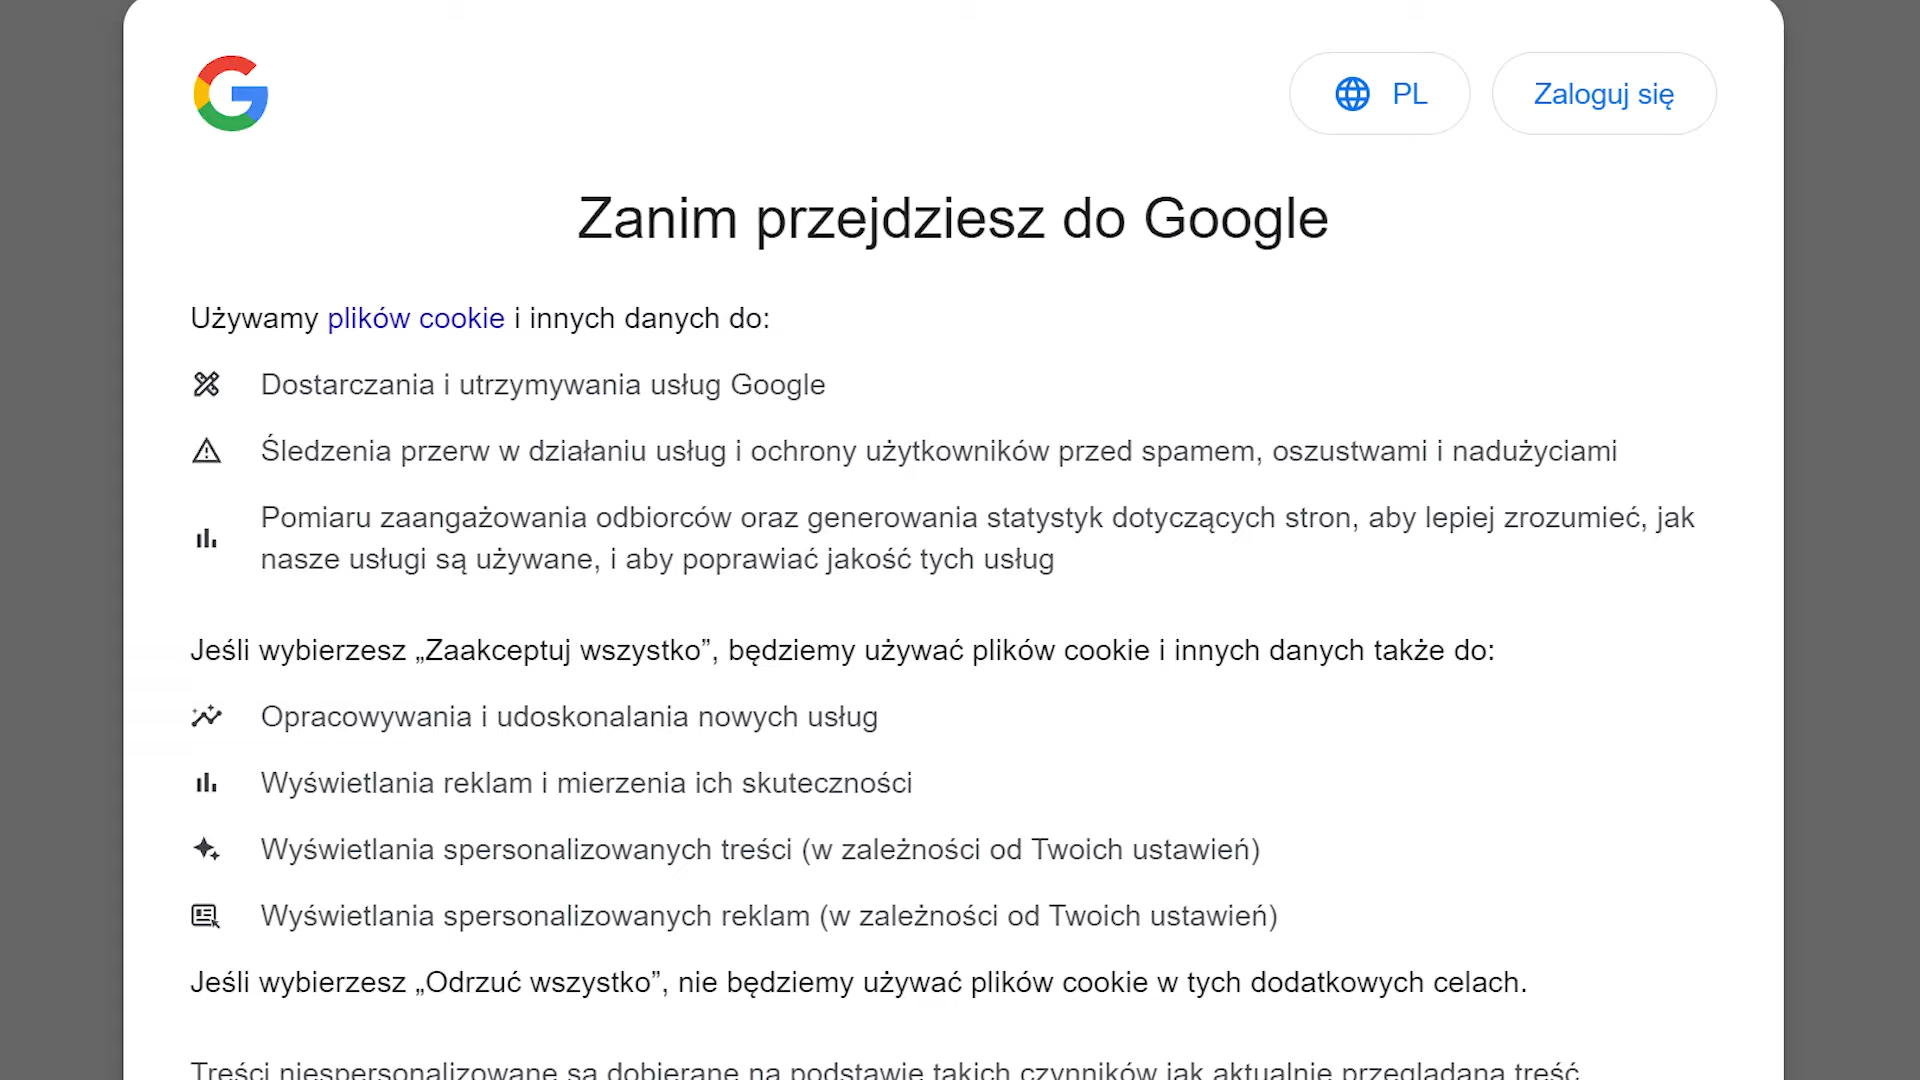 PL
Zaloguj się
Zanim przejdziesz do Google
Używamy plików cookie i innych danych do:
Dostarczania i utrzymywania usług Google
Śledzenia przerw w działaniu usług i ochrony użytkowników przed spamem, oszustwami i nadużyciami
Pomiaru zaangażowania odbiorców oraz generowania statystyk dotyczących stron, aby lepiej zrozumieć, jak
nasze usługi są używane, i aby poprawiać jakość tych usług
Jeśli wybierzesz „Zaakceptuj wszystko”, będziemy używać plików cookie i innych danych także do:
Opracowywania i udoskonalania nowych usług
Wyświetlania reklam i mierzenia ich skuteczności
Wyświetlania spersonalizowanych treści (w zależności od Twoich ustawień)
Wyświetlania spersonalizowanych reklam (w zależności od Twoich ustawień)
Jeśli wybierzesz „Odrzuć wszystko”, nie będziemy używać plików cookie w tych dodatkowych celach.
Treści niespersonalizowane są dobierane na podstawie takich czynników jak aktualnie przeglądana treść